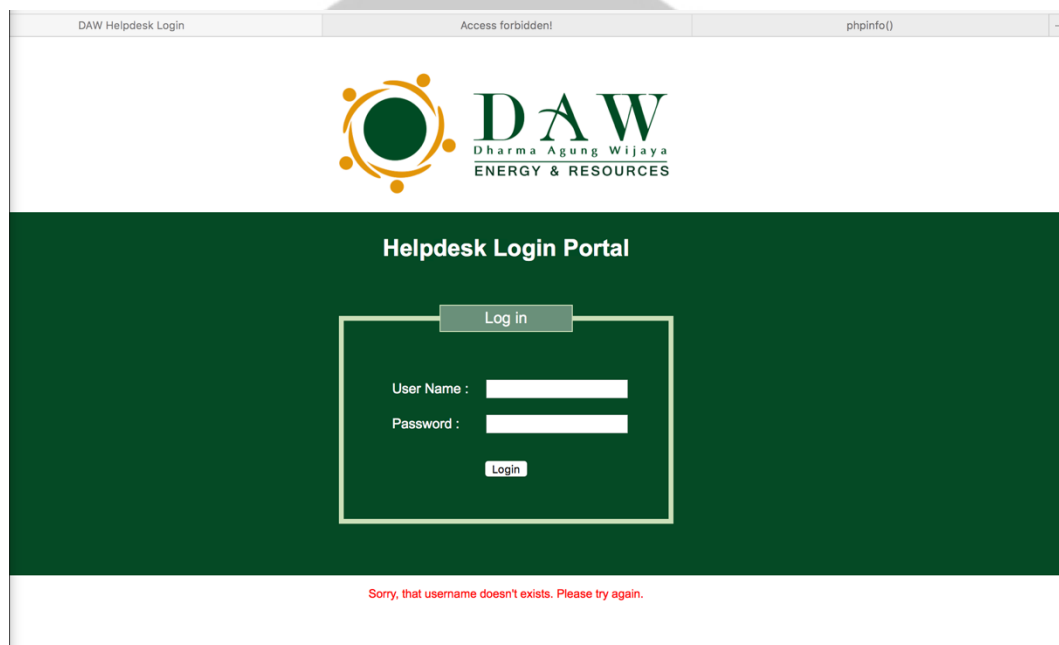 DAW Helpdesk Login
Access forbidden!
phpinfo()
DAW
Dharma Agung Wijaya
ENERGY & RESOURCES
Helpdesk Login Portal
Log in
User Name :
Password :
Login
Sorry, that username doesn't exists. Please try again.